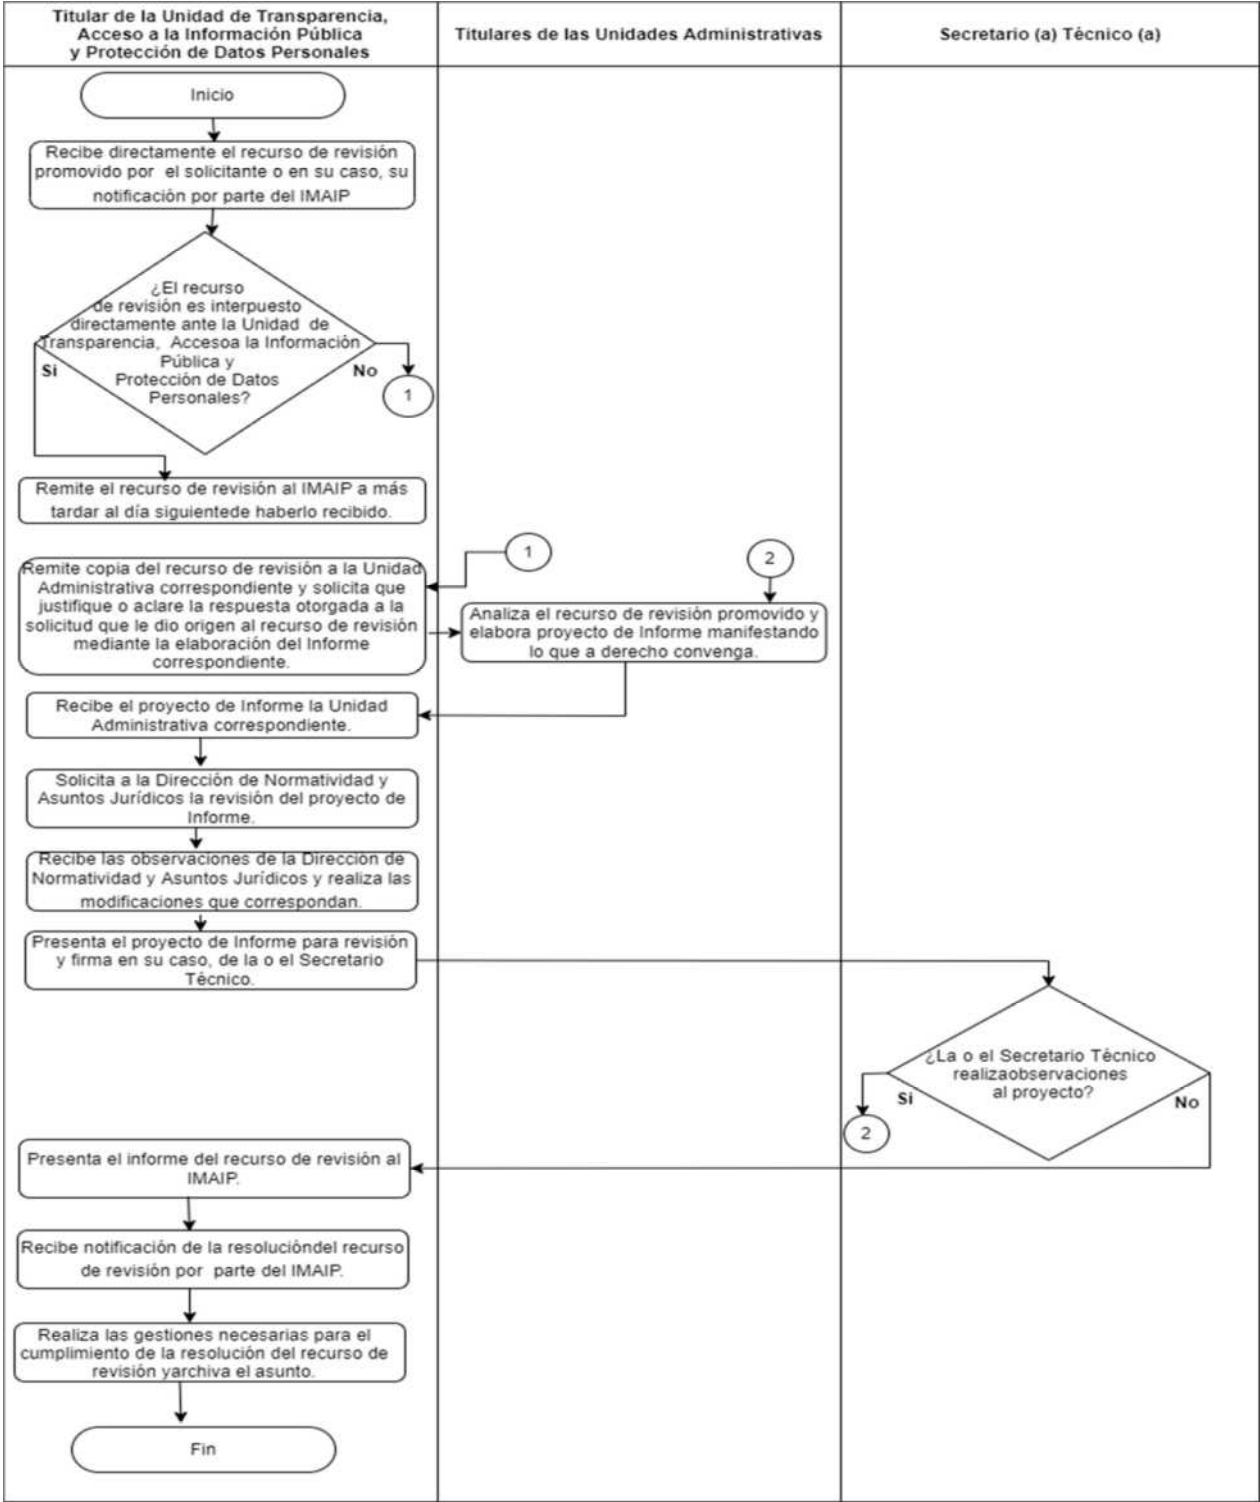 Titular de la Unidad de Transparencia,
Acceso a la Información Pública
y Protección de Datos Personales
Titulares de las Unidades Administrativas
Secretario (a) Técnico (a)
Inicio
Recibe directamente el recurso de revisión
promovido por el solicitante o en su caso, su
notificación por parte del IMAIP
¿El recurso
de revisión es interpuesto
directamente ante la Unidad de
Transparencia, Accesoa la Información
Pública y
Protección de Datos
Personales?
Si
No
1
Remite el recurso de revisión al IMAIP a más
tardar al día siguientede haberlo recibido.
1
2
Remite copia del recurso de revisión a la Unidad
Administrativa correspondiente y solicita que
justifique o aclare la respuesta otorgada a la
solicitud que le dio origen al recurso de revisión
mediante la elaboración del Informe
correspondiente.
Analiza el recurso de revisión promovido y
elabora proyecto de Informe manifestando
lo que a derecho convenga.
Recibe el proyecto de Informe la Unidad
Administrativa correspondiente.
Solicita a la Dirección de Normatividad y
Asuntos Jurídicos la revisión del proyecto de
Informe.
Recibe las observaciones de la Dirección de
Normatividad y Asuntos Jurídicos y realiza las
modificaciones que correspondan.
Presenta el proyecto de Informe para revisión
y firma en su caso, de la o el Secretario
Técnico.
¿La o el Secretario Técnico
realizaobservaciones
al proyecto?
Si
No
2
Presenta el informe del recurso de revisión al
IMAIP.
Recibe notificación de la resolucióndel recurso
de revisión por parte del IMAIP.
Realiza las gestiones necesarias para el
cumplimiento de la resolución del recurso de
revisión yarchiva el asunto.
Fin